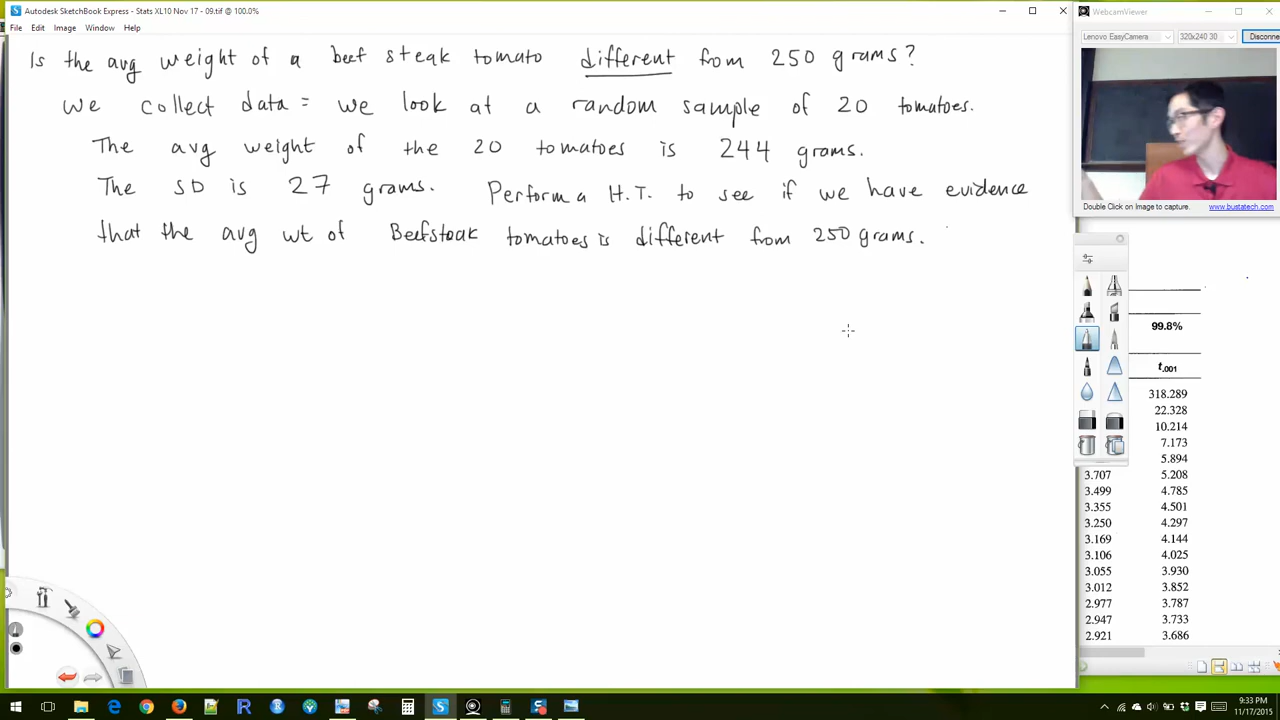 Autodesk SketchBook Express - Stats XL10 Nov 17 - 09.tif @ 100.0%
File Edit Image Window Help
Is the avg weight of a beef steak tomato different from 250 grams?
We collect data = we look at a random sample of 20 tomatoes.
The avg weight of the 20 tomatoes is 244 grams.
The SD is 27 grams. Perform a H.T. to see if we have evidence
that the avg wt of Beefsteak tomatoes is different from 250 grams.
WebcamViewer
Lenovo EasyCamera 320x240 30 Disconne
Double Click on Image to capture. www.bustatech.com
99.8%
t.001
318.289
22.328
10.214
7.173
5.894
3.707 5.208
3.499 4.785
3.355 4.501
3.250 4.297
3.169 4.144
3.106 4.025
3.055 3.930
3.012 3.852
2.977 3.787
2.947 3.733
2.921 3.686
9:33 PM
11/17/2015